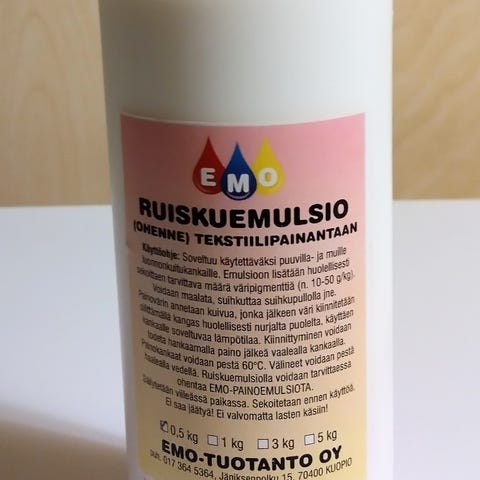 EMO
RUISKUEMULSIO
(OHENNE) TEKSTIILIPAINANTAAN
Käyttöohje: Soveltuu käytettäväksi puuvilla- ja muille
luonnonkuitukankaille. Emulsioon lisätään huolellisesti
sekoittaen tarvittava määrä väripigmenttiä (n. 10-50 g/kg).
Voidaan maalata, suihkuttaa suihkupullolla jne.
Painovärin annetaan kuivua, jonka jälkeen väri kiinnitetään
silittämällä kangas huolellisesti nurjalta puolelta, käyttäen
kankaalle soveltuvaa lämpötilaa. Kiinnittyminen voidaan
todeta hankaamalla paino jälkeä vaalealla kankaalla.
Painokankaat voidaan pestä 60°C. Välineet voidaan pestä
haalealla vedellä. Ruiskuemulsiolla voidaan tarvittaessa
ohentaa EMO-PAINOEMULSIOTA.
Säilytetään viileässä paikassa. Sekoitetaan ennen käyttöä.
Ei saa jäätyä! Ei valvomatta lasten käsiin!
0,5 kg 1 kg 3 kg 5 kg
EMO-TUOTANTO OY
puh. 017 364 5364, Jäniksenpolku 15, 70400 KUOPIO